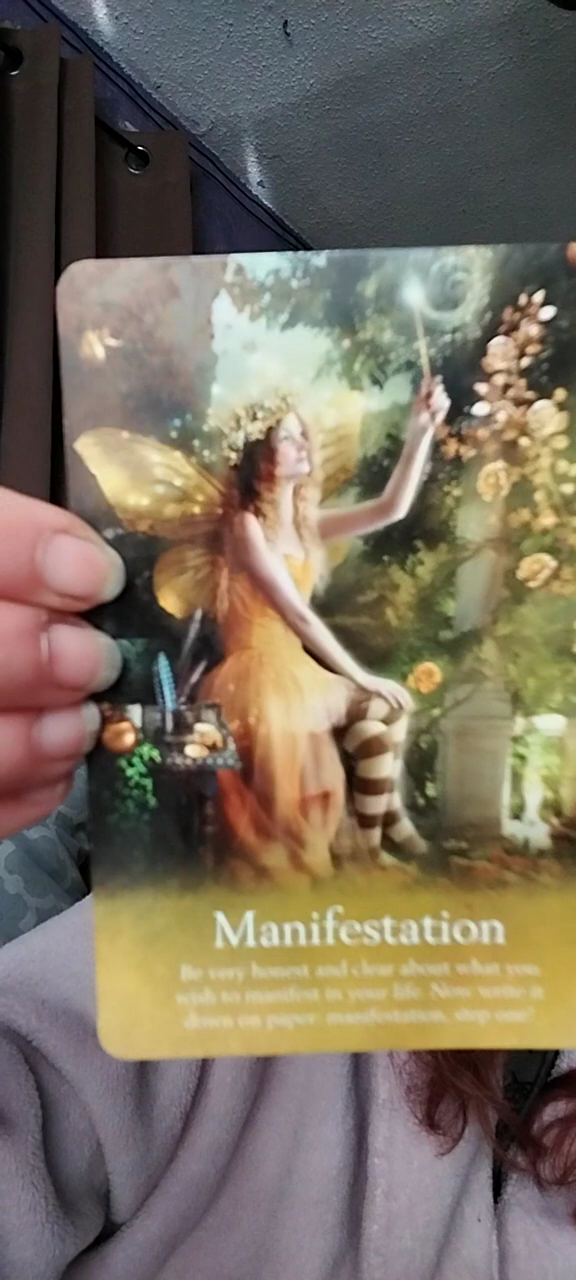 Manifestation
Be very honest and clear about what you
wish to manifest in your life. Now write it
down on paper: manifestation, step one!